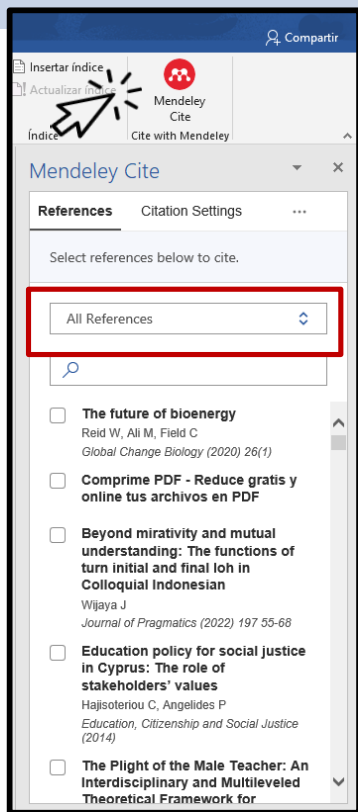 Compartir
Insertar índice
Actualizar índice
Mendeley
Cite
Índice
Cite with Mendeley
Mendeley Cite
References Citation Settings ...
Select references below to cite.
All References
The future of bioenergy
Reid W, Ali M, Field C
Global Change Biology (2020) 26(1)
Comprime PDF - Reduce gratis y
online tus archivos en PDF
Beyond mirativity and mutual
understanding: The functions of
turn initial and final loh in
Colloquial Indonesian
Wijaya J
Journal of Pragmatics (2022) 197 55-68
Education policy for social justice
in Cyprus: The role of
stakeholders' values
Hajisoteriou C, Angelides P
Education, Citizenship and Social Justice
(2014)
The Plight of the Male Teacher: An
Interdisciplinary and Multileveled
Theoretical Framework for